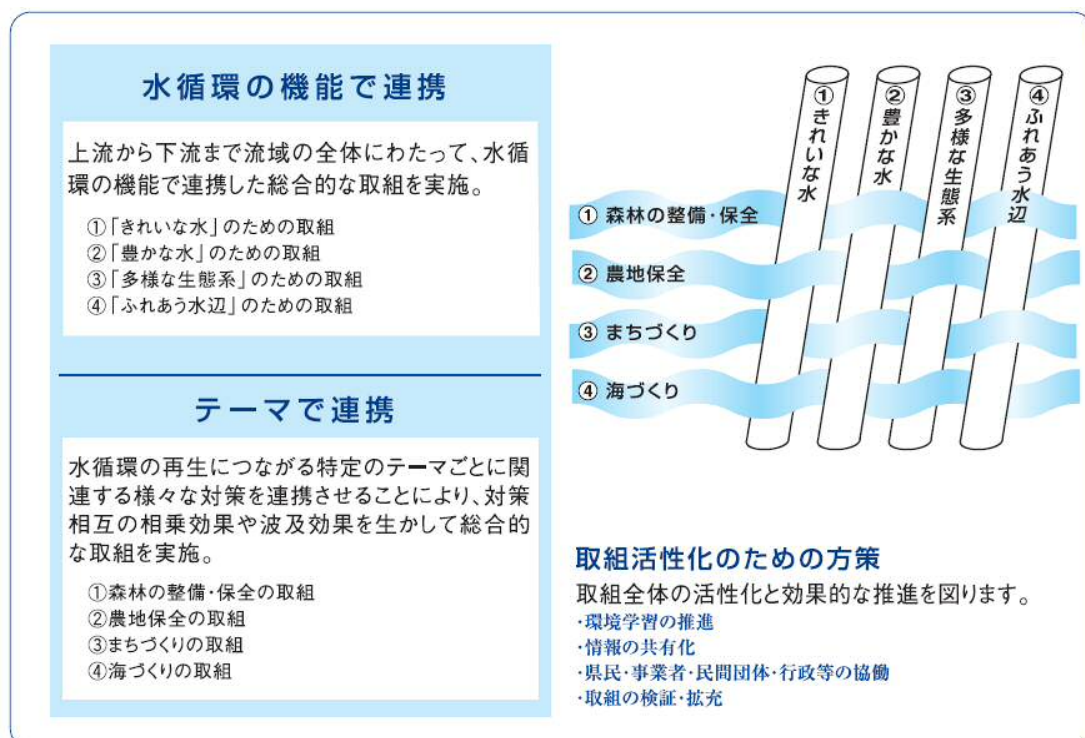 水循環の機能で連携
上流から下流まで流域の全体にわたって、水循
環の機能で連携した総合的な取組を実施。
①「きれいな水」のための取組
②「豊かな水」のための取組
③「多様な生態系」のための取組
④「ふれあう水辺」のための取組
テーマで連携
水循環の再生につながる特定のテーマごとに関
連する様々な対策を連携させることにより、対策
相互の相乗効果や波及効果を生かして総合的
な取組を実施。
①森林の整備・保全の取組
②農地保全の取組
③まちづくりの取組
④海づくりの取組
①きれいな水
②豊かな水
③多様な生態系
④ふれあう水辺
① 森林の整備・保全
② 農地保全
③ まちづくり
④ 海づくり
取組活性化のための方策
取組全体の活性化と効果的な推進を図ります。
・環境学習の推進
・情報の共有化
・県民・事業者・民間団体・行政等の協働
・取組の検証・拡充